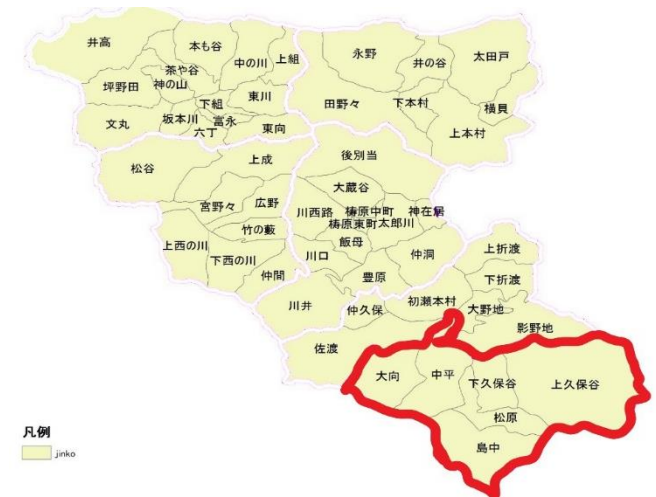 井高
本も谷
中の川
上組
茶や谷
神の山
坪野田
東川
下組
文丸
坂本川
富永
六丁
東向
永野
井の谷
太田戸
田野々
下本村
横貝
上本村
松谷
上成
宮野々
広野
竹の藪
上西の川
下西の川
仲間
後別当
大蔵谷
川西路
梼原中町
神在居
梼原東町
太郎川
飯母
川口
仲洞
豊原
川井
仲久保
初瀬本村
上折渡
下折渡
大野地
影野地
佐渡
大向
中平
下久保谷
上久保谷
松原
島中
凡例
jinko